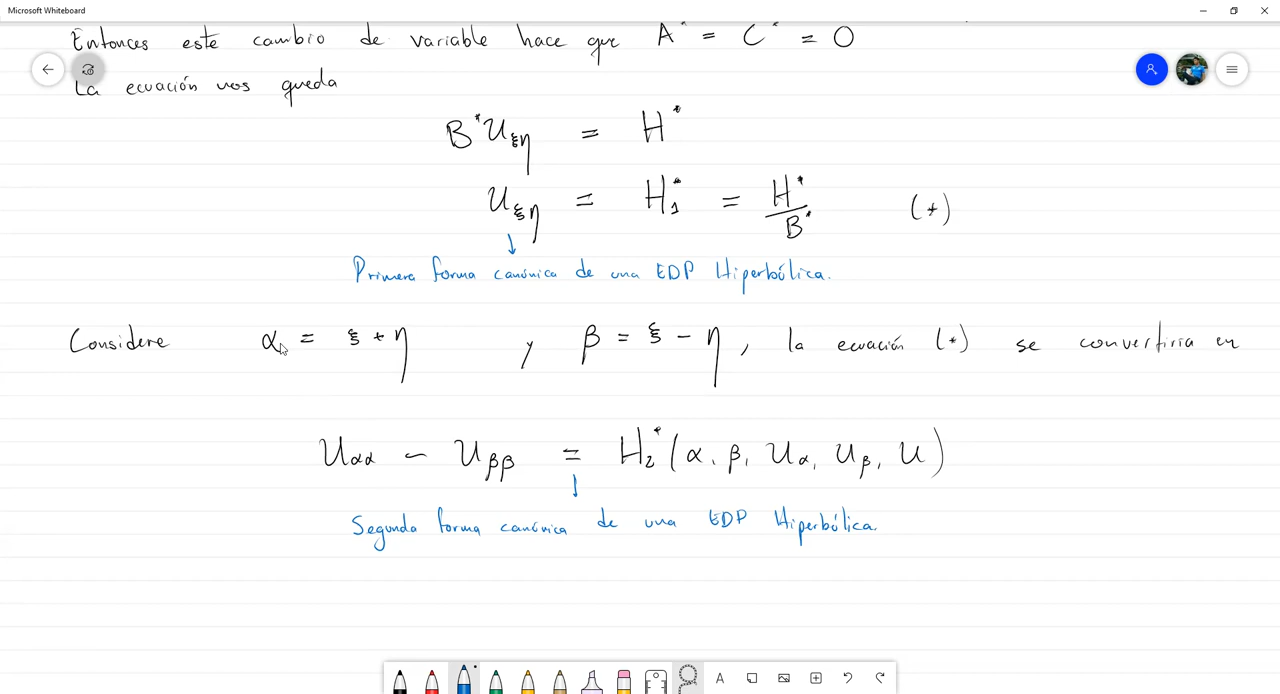 Microsoft Whiteboard
Entonces este cambio de variable hace que A* = C* = 0
La ecuación nos queda
B* u_ξη = H*
u_ξη = H₁* = H*/B* (*)
Primera forma canónica de una EDP Hiperbólica.
Considere α = ξ + η y β = ξ - η, la ecuación (*) se convertiria en
u_αα - u_ββ = H₂*(α, β, u_α, u_β, u)
Segunda forma canónica de una EDP Hiperbólica.
A